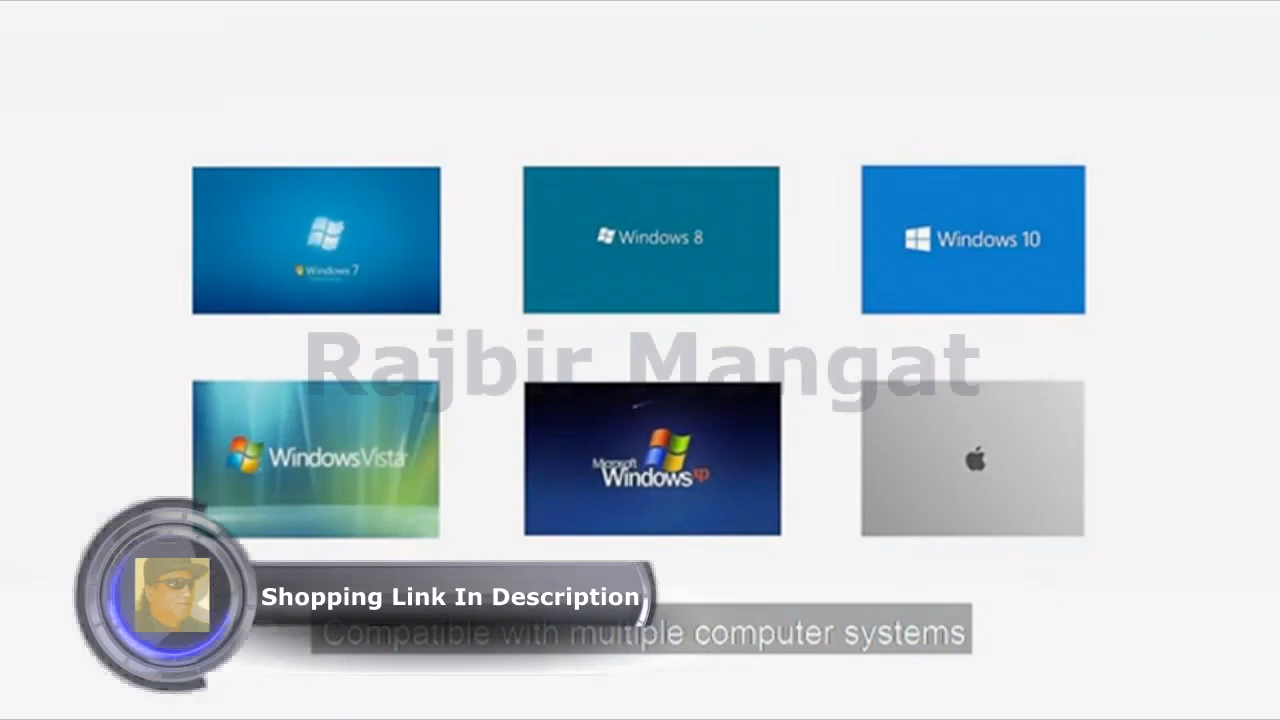 Windows 7
Windows 8
Windows 10
Rajbir Mangat
WindowsVista
Microsoft
Windows xp
Shopping Link In Description
Compatible with multiple computer systems